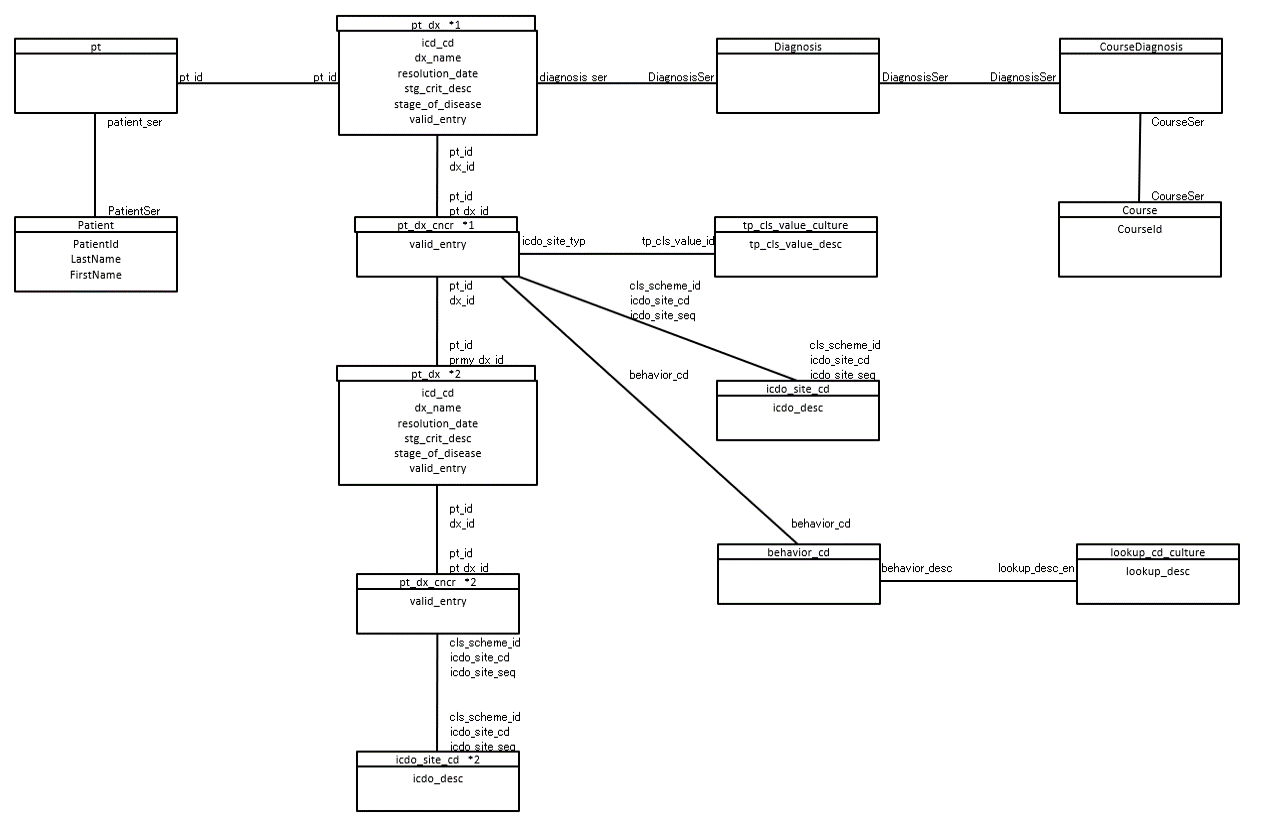 pt_dx *1
icd_cd
dx_name
resolution_date
stg_crit_desc
stage_of_disease
valid_entry
pt
Diagnosis
CourseDiagnosis
pt_id
pt_id
diagnosis_ser
DiagnosisSer
DiagnosisSer
DiagnosisSer
patient_ser
CourseSer
pt_id
dx_id
pt_id
pt_dx_id
PatientSer
CourseSer
Patient
PatientId
LastName
FirstName
pt_dx_cncr *1
valid_entry
icdo_site_typ
tp_cls_value_id
tp_cls_value_culture
tp_cls_value_desc
Course
CourseId
pt_id
dx_id
cls_scheme_id
icdo_site_cd
icdo_site_seq
pt_id
prmy_dx_id
cls_scheme_id
icdo_site_cd
icdo_site_seq
behavior_cd
pt_dx *2
icd_cd
dx_name
resolution_date
stg_crit_desc
stage_of_disease
valid_entry
icdo_site_cd
icdo_desc
pt_id
dx_id
behavior_cd
pt_id
pt_dx_id
behavior_cd
behavior_desc
lookup_desc_en
lookup_cd_culture
lookup_desc
pt_dx_cncr *2
valid_entry
cls_scheme_id
icdo_site_cd
icdo_site_seq
cls_scheme_id
icdo_site_cd
icdo_site_seq
icdo_site_cd *2
icdo_desc